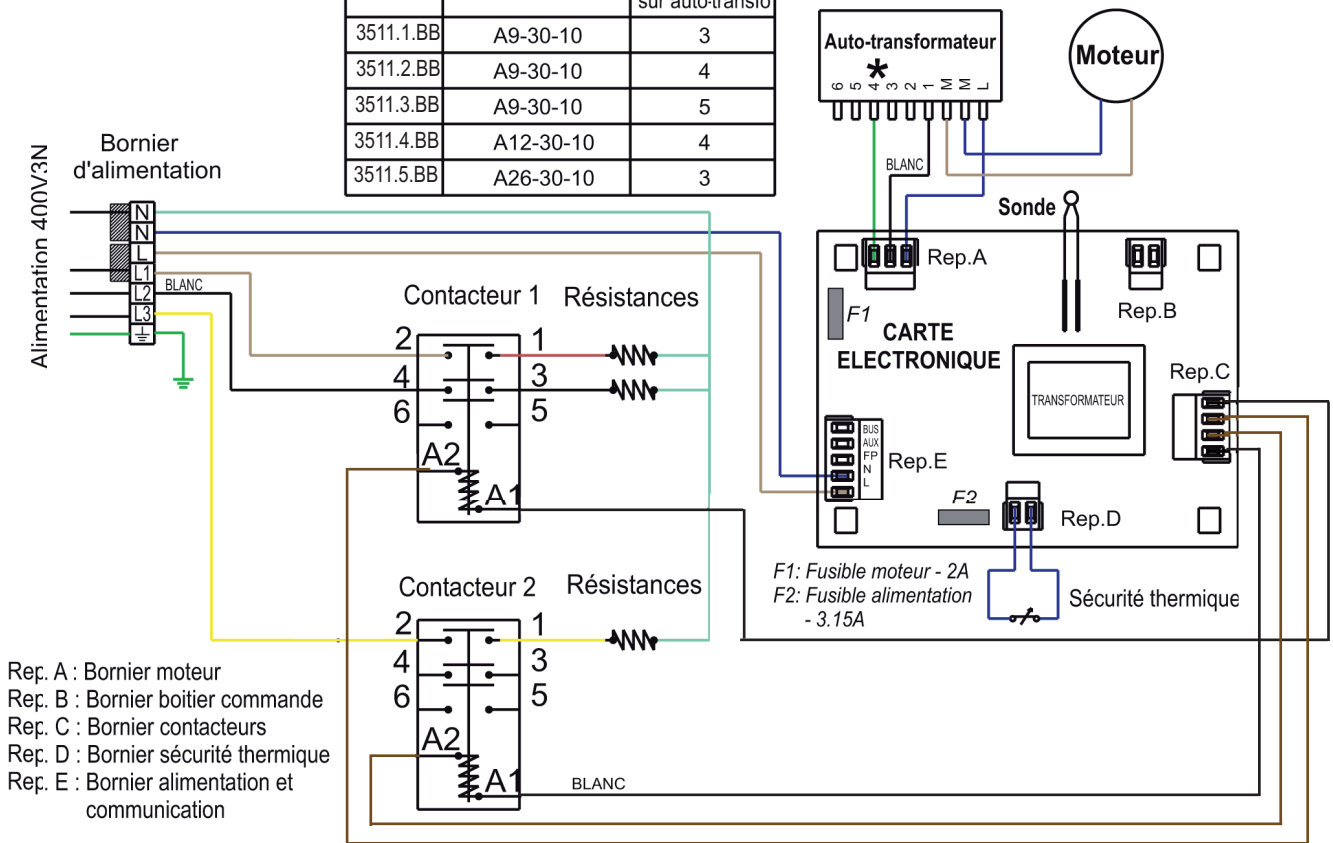 sur auto-transfo
3511.1.BB A9-30-10 3
3511.2.BB A9-30-10 4
3511.3.BB A9-30-10 5
3511.4.BB A12-30-10 4
3511.5.BB A26-30-10 3
Auto-transformateur
*
6 5 4 3 2 1 M M L
Moteur
BLANC
Alimentation 400V3N
Bornier
d'alimentation
N
N
L
L1
L2
L3
BLANC
Sonde
Rep.A
Rep.B
F1
CARTE
ELECTRONIQUE
TRANSFORMATEUR
Rep.C
BUS
AUX
FP
N
L
Rep.E
F2
Rep.D
Contacteur 1
Résistances
2 1
4 3
6 5
A2
A1
F1: Fusible moteur - 2A
F2: Fusible alimentation
- 3.15A
Sécurité thermique
Contacteur 2
Résistances
2 1
4 3
6 5
A2
A1
BLANC
Rep. A : Bornier moteur
Rep. B : Bornier boitier commande
Rep. C : Bornier contacteurs
Rep. D : Bornier sécurité thermique
Rep. E : Bornier alimentation et
communication